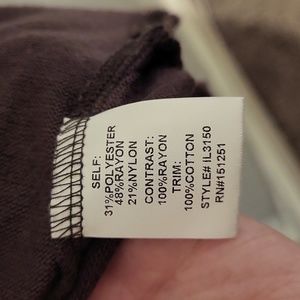 SELF:
31%POLYESTER
48%RAYON
21%NYLON
CONTRAST:
100%RAYON
TRIM:
100%COTTON
STYLE# IL3150
RN#151251